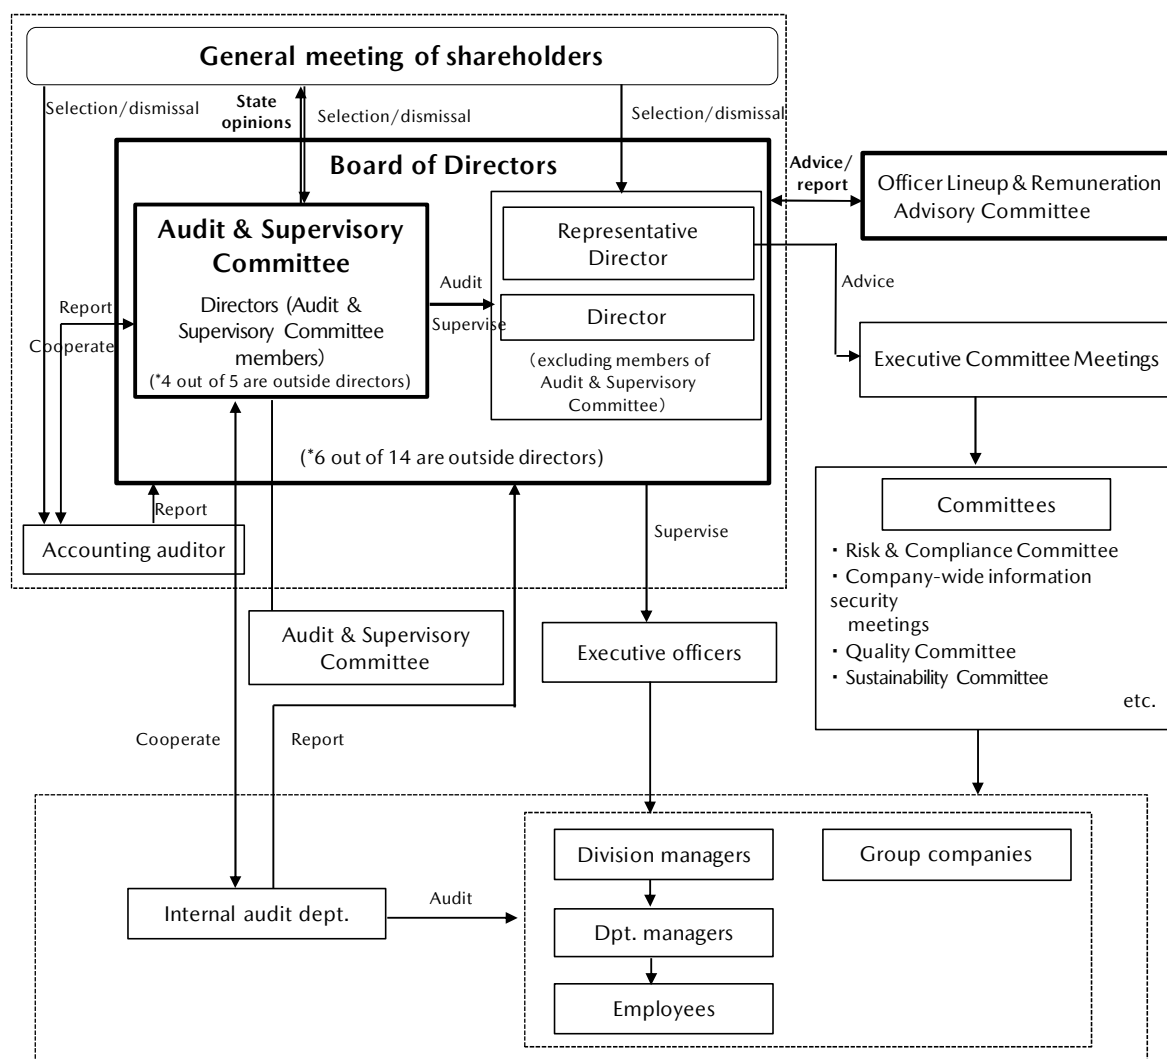 General meeting of shareholders
Selection/dismissal
State
opinions
Selection/dismissal
Selection/dismissal
Board of Directors
Advice/
report
Officer Lineup & Remuneration
Advisory Committee
Audit & Supervisory
Committee
Directors (Audit &
Supervisory Committee
members)
(*4 out of 5 are outside directors)
Audit
Supervise
Representative
Director
Director
(excluding members of
Audit & Supervisory
Committee)
Advice
Report
Cooperate
Executive Committee Meetings
(*6 out of 14 are outside directors)
Report
Accounting auditor
Supervise
Committees
・Risk & Compliance Committee
・Company-wide information
security
meetings
・Quality Committee
・Sustainability Committee
etc.
Audit & Supervisory
Committee
Executive officers
Cooperate
Report
Division managers
Group companies
Internal audit dept.
Audit
Dpt. managers
Employees